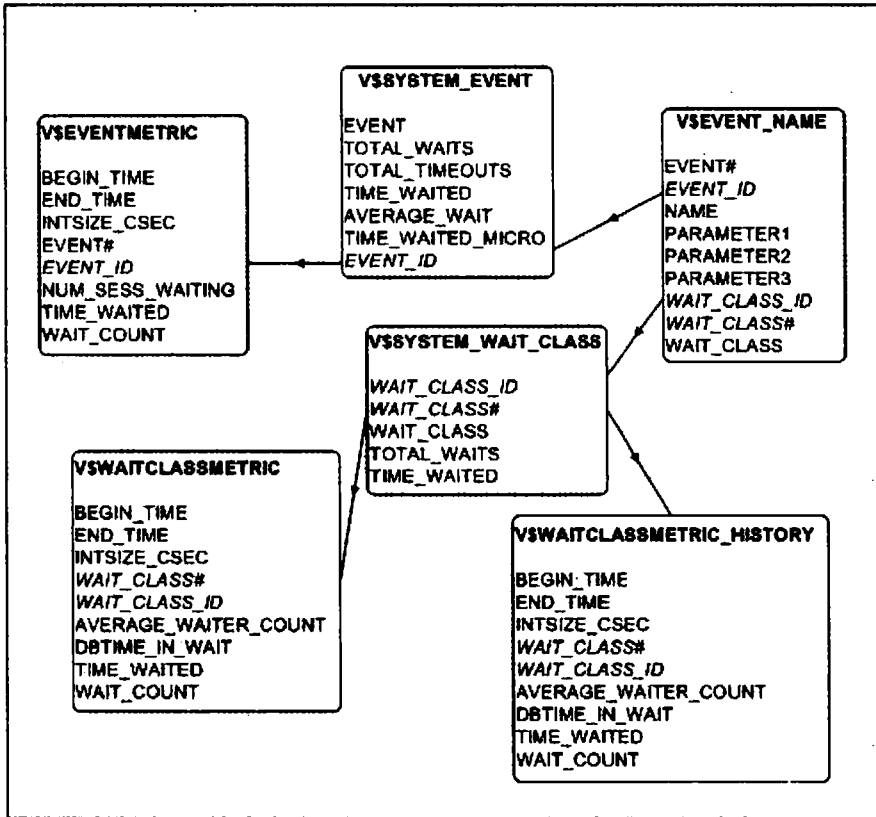 V$SYSTEM_EVENT
EVENT
TOTAL_WAITS
TOTAL_TIMEOUTS
TIME_WAITED
AVERAGE_WAIT
TIME_WAITED_MICRO
EVENT_ID
V$EVENTMETRIC
BEGIN_TIME
END_TIME
INTSIZE_CSEC
EVENT#
EVENT_ID
NUM_SESS_WAITING
TIME_WAITED
WAIT_COUNT
V$EVENT_NAME
EVENT#
EVENT_ID
NAME
PARAMETER1
PARAMETER2
PARAMETER3
WAIT_CLASS_ID
WAIT_CLASS#
WAIT_CLASS
V$SYSTEM_WAIT_CLASS
WAIT_CLASS_ID
WAIT_CLASS#
WAIT_CLASS
TOTAL_WAITS
TIME_WAITED
V$WAITCLASSMETRIC
BEGIN_TIME
END_TIME
INTSIZE_CSEC
WAIT_CLASS#
WAIT_CLASS_ID
AVERAGE_WAITER_COUNT
DBTIME_IN_WAIT
TIME_WAITED
WAIT_COUNT
V$WAITCLASSMETRIC_HISTORY
BEGIN_TIME
END_TIME
INTSIZE_CSEC
WAIT_CLASS#
WAIT_CLASS_ID
AVERAGE_WAITER_COUNT
DBTIME_IN_WAIT
TIME_WAITED
WAIT_COUNT